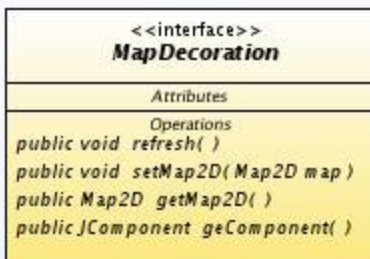 <<interface>>
MapDecoration
Attributes
Operations
public void refresh( )
public void setMap2D( Map2D map )
public Map2D getMap2D( )
public JComponent geComponent( )